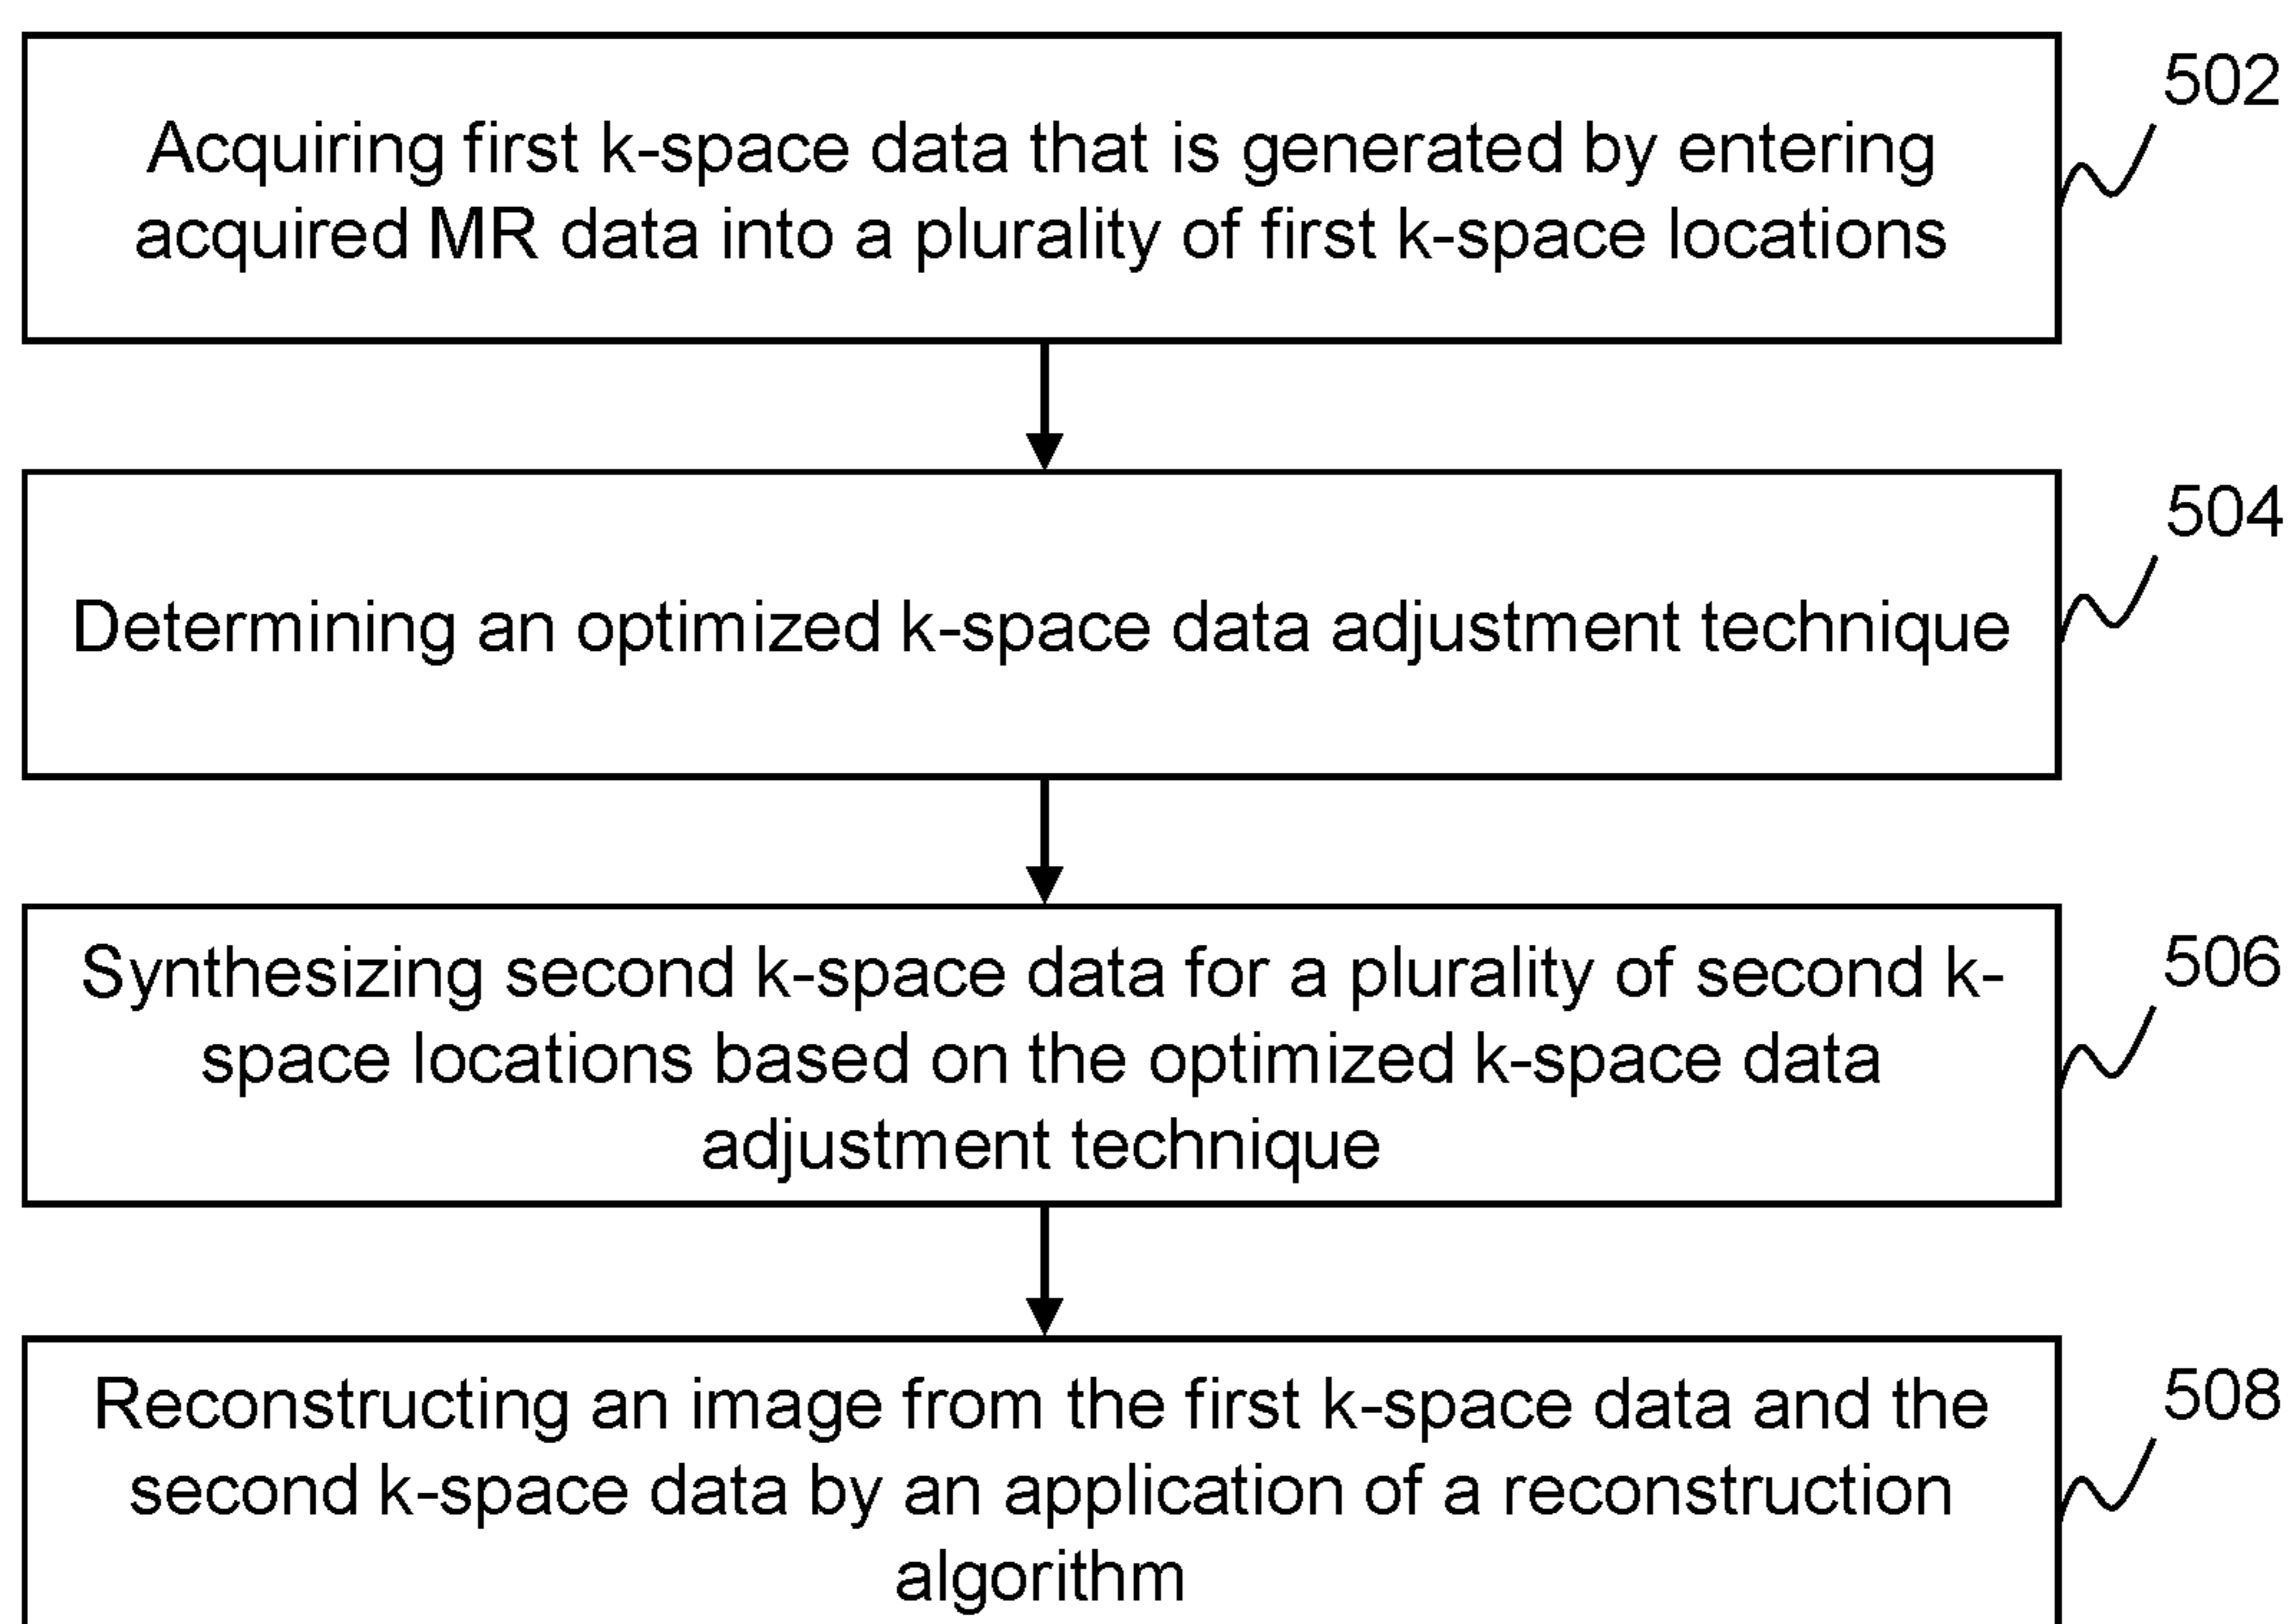 502
Acquiring first k-space data that is generated by entering
acquired MR data into a plurality of first k-space locations
504
Determining an optimized k-space data adjustment technique
506
Synthesizing second k-space data for a plurality of second k-
space locations based on the optimized k-space data
adjustment technique
508
Reconstructing an image from the first k-space data and the
second k-space data by an application of a reconstruction
algorithm